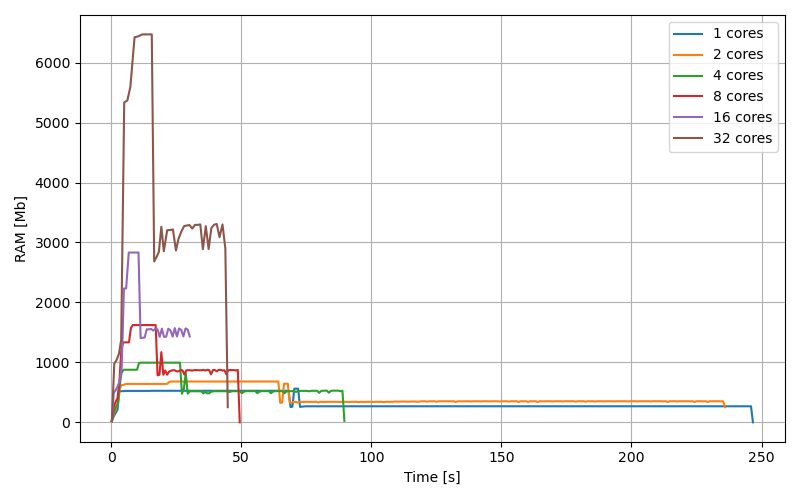 RAM [Mb]
6000
5000
4000
3000
2000
1000
0
0
50
100
150
200
250
Time [s]
1 cores
2 cores
4 cores
8 cores
16 cores
32 cores